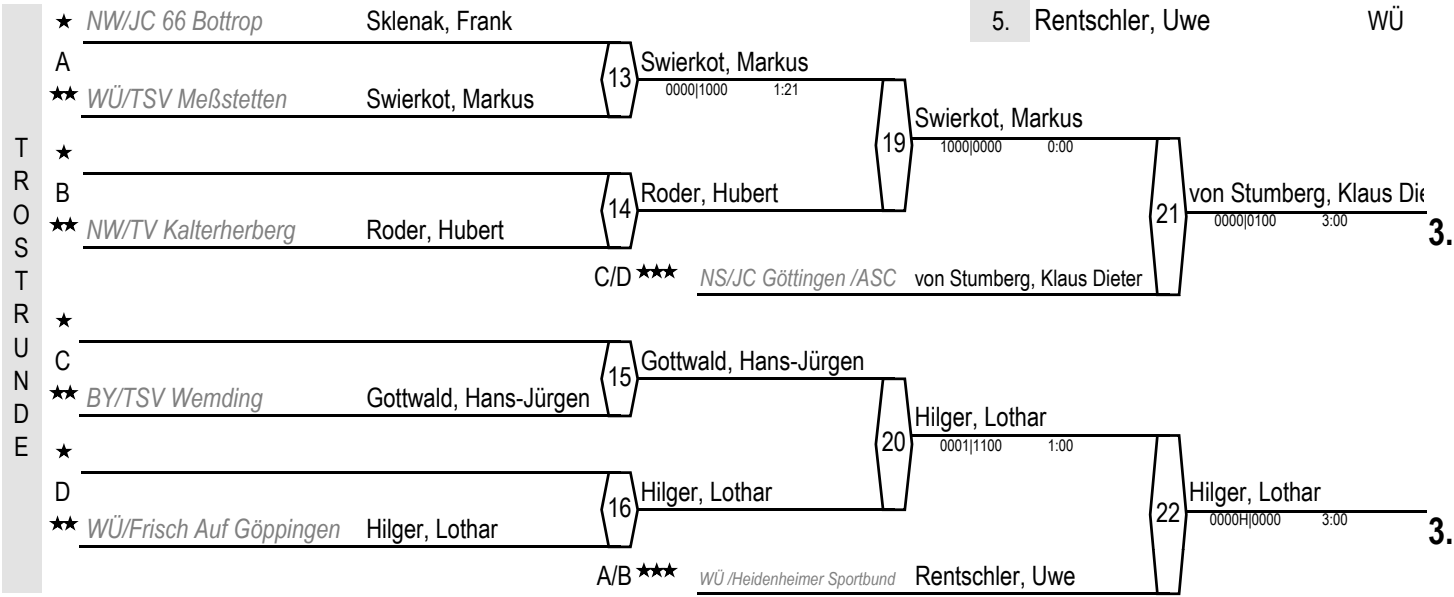 ★ NW/JC 66 Bottrop Sklenak, Frank
5. Rentschler, Uwe WÜ
A
13 Swierkot, Markus
0000|1000 1:21
★★ WÜ/TSV Meßstetten Swierkot, Markus
19 Swierkot, Markus
1000|0000 0:00
TROSTRUNDE
★
B
14 Roder, Hubert
★★ NW/TV Kalterherberg Roder, Hubert
21 von Stumberg, Klaus Die
0000|0100 3:00
3.
C/D ★★★ NS/JC Göttingen /ASC von Stumberg, Klaus Dieter
★
C
15 Gottwald, Hans-Jürgen
★★ BY/TSV Wemding Gottwald, Hans-Jürgen
20 Hilger, Lothar
0001|1100 1:00
★
D
16 Hilger, Lothar
★★ WÜ/Frisch Auf Göppingen Hilger, Lothar
22 Hilger, Lothar
0000H|0000 3:00
3.
A/B ★★★ WÜ /Heidenheimer Sportbund Rentschler, Uwe